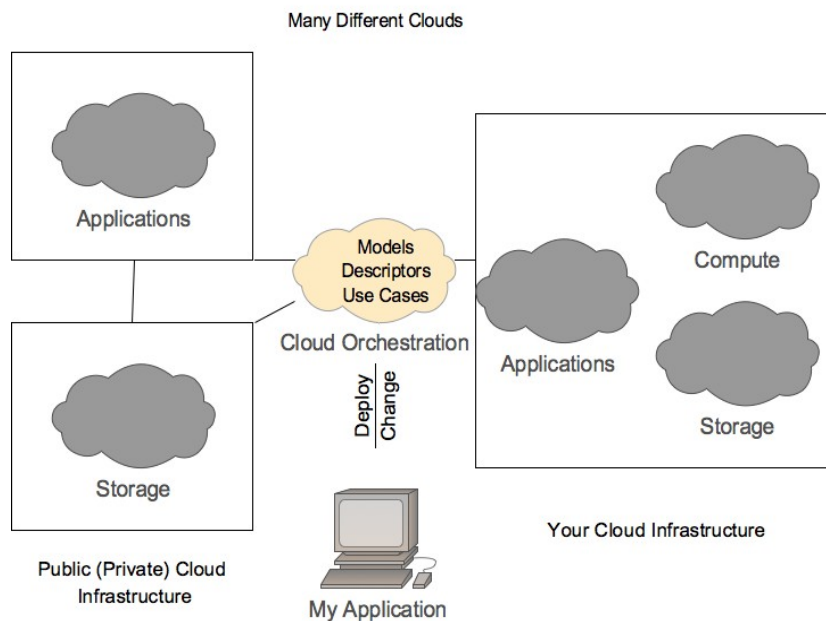 Many Different Clouds
Applications
Models
Descriptors
Use Cases
Cloud Orchestration
Compute
Applications
Storage
Storage
Deploy
Change
Your Cloud Infrastructure
Public (Private) Cloud
Infrastructure
My Application